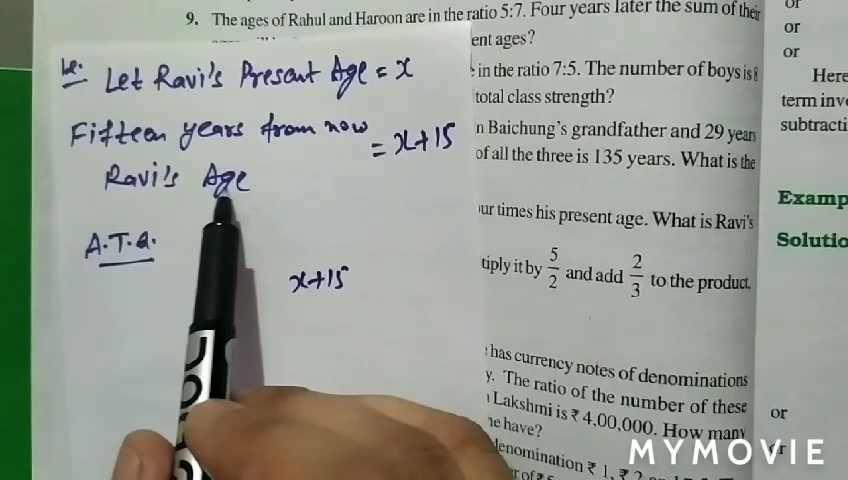 9. The ages of Rahul and Haroon are in the ratio 5:7. Four years later the sum of their
ent ages?
in the ratio 7:5. The number of boys is 8
total class strength?
n Baichung's grandfather and 29 years
of all the three is 135 years. What is the
ur times his present age. What is Ravi's
tiply it by 5/2 and add 2/3 to the product.
has currency notes of denominations
y. The ratio of the number of these
Lakshmi is ₹ 4,00,000. How many
ne have?
denomination ₹ 1, ₹ 2
Let Ravi's Present Age = x
Fifteen years from now
Ravi's Age
= x+15
A.T.Q.
x+15
or
or
or
Here
term inv
subtracti
Examp
Solutio
or
or
MYMOVIE